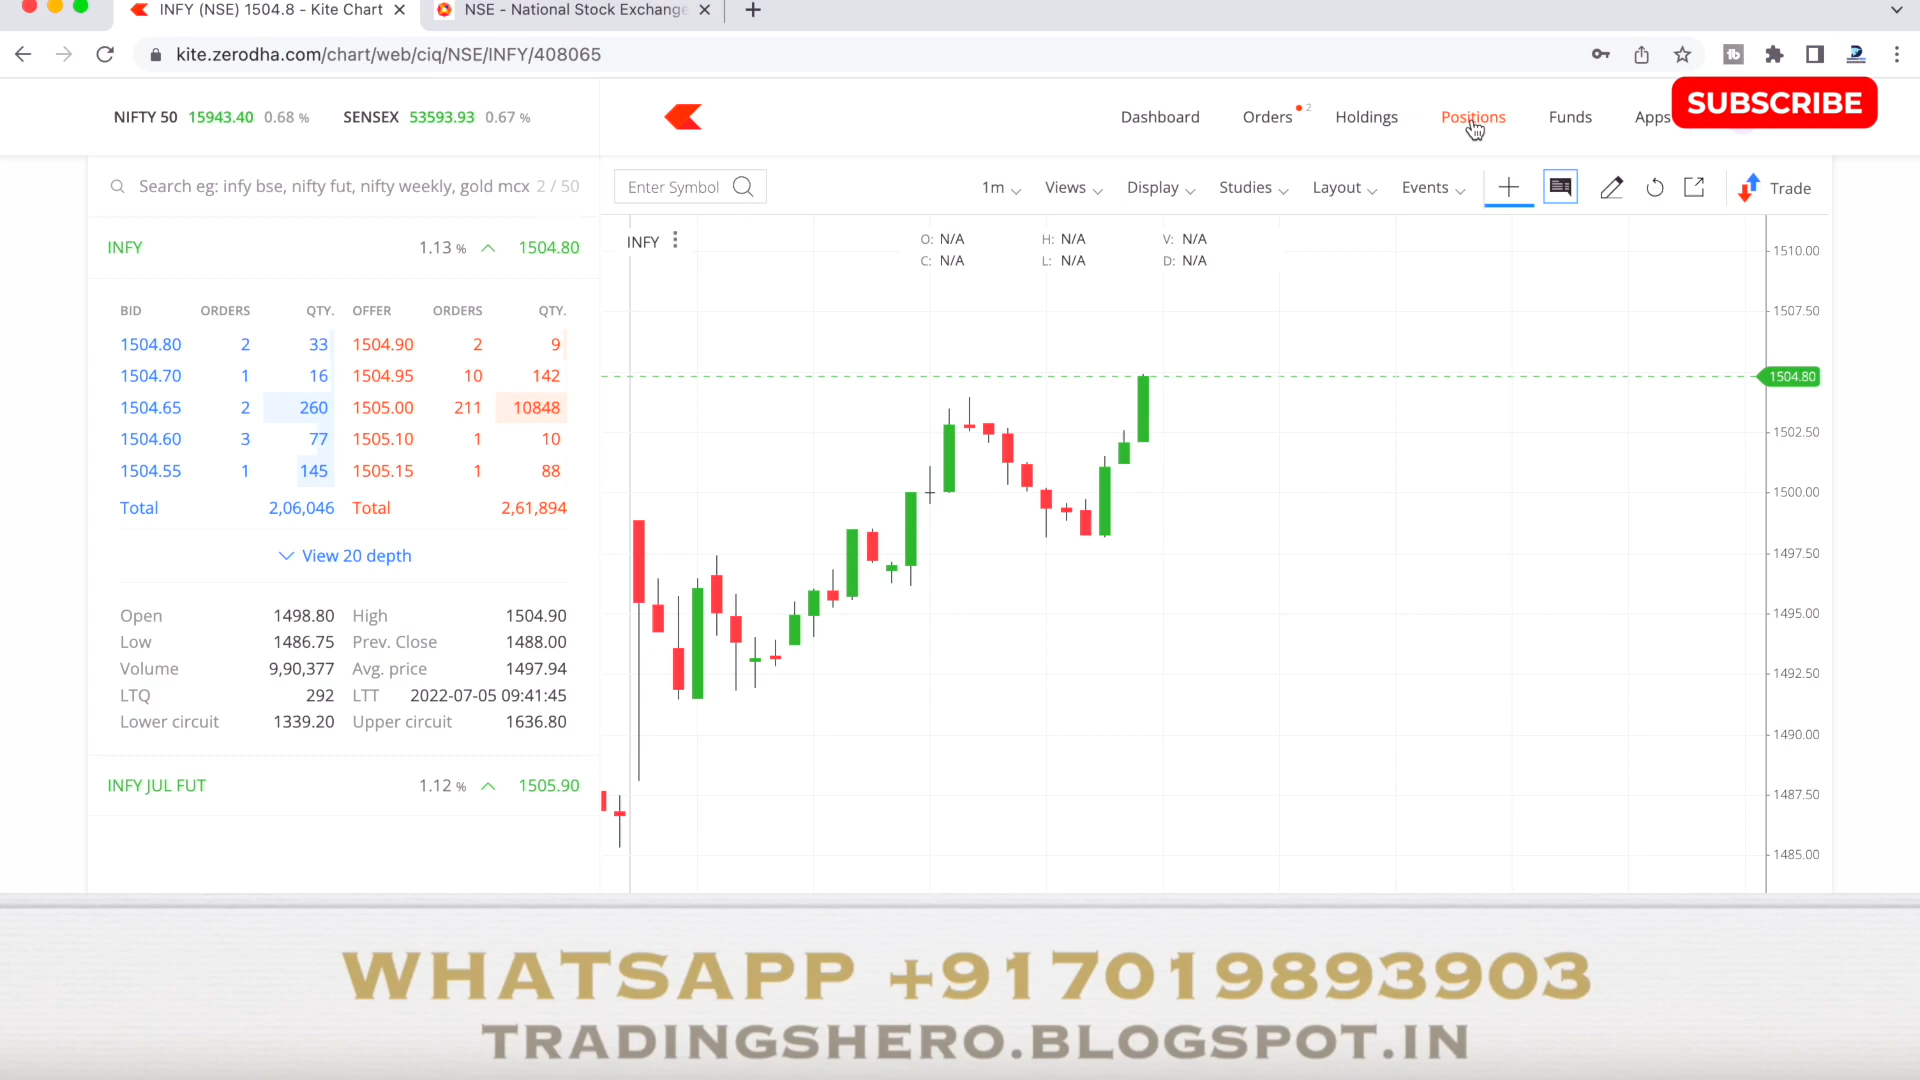 INFY (NSE) 1504.8 - Kite Chart NSE - National Stock Exchange
kite.zerodha.com/chart/web/ciq/NSE/INFY/408065
NIFTY 50 15943.40 0.68 % SENSEX 53593.93 0.67 %
Dashboard Orders 2 Holdings Positions Funds Apps
SUBSCRIBE
Search eg: infy bse, nifty fut, nifty weekly, gold mcx 2 / 50
Enter Symbol 1m Views Display Studies Layout Events Trade
INFY 1.13 % 1504.80
BID ORDERS QTY. OFFER ORDERS QTY.
1504.80 2 33 1504.90 2 9
1504.70 1 16 1504.95 10 142
1504.65 2 260 1505.00 211 10848
1504.60 3 77 1505.10 1 10
1504.55 1 145 1505.15 1 88
Total 2,06,046 Total 2,61,894
View 20 depth
Open 1498.80 High 1504.90
Low 1486.75 Prev. Close 1488.00
Volume 9,90,377 Avg. price 1497.94
LTQ 292 LTT 2022-07-05 09:41:45
Lower circuit 1339.20 Upper circuit 1636.80
INFY JUL FUT 1.12 % 1505.90
INFY
O: N/A H: N/A V: N/A
C: N/A L: N/A D: N/A
1510.00
1507.50
1504.80
1502.50
1500.00
1497.50
1495.00
1492.50
1490.00
1487.50
1485.00
WHATSAPP +917019893903
TRADINGSHERO.BLOGSPOT.IN